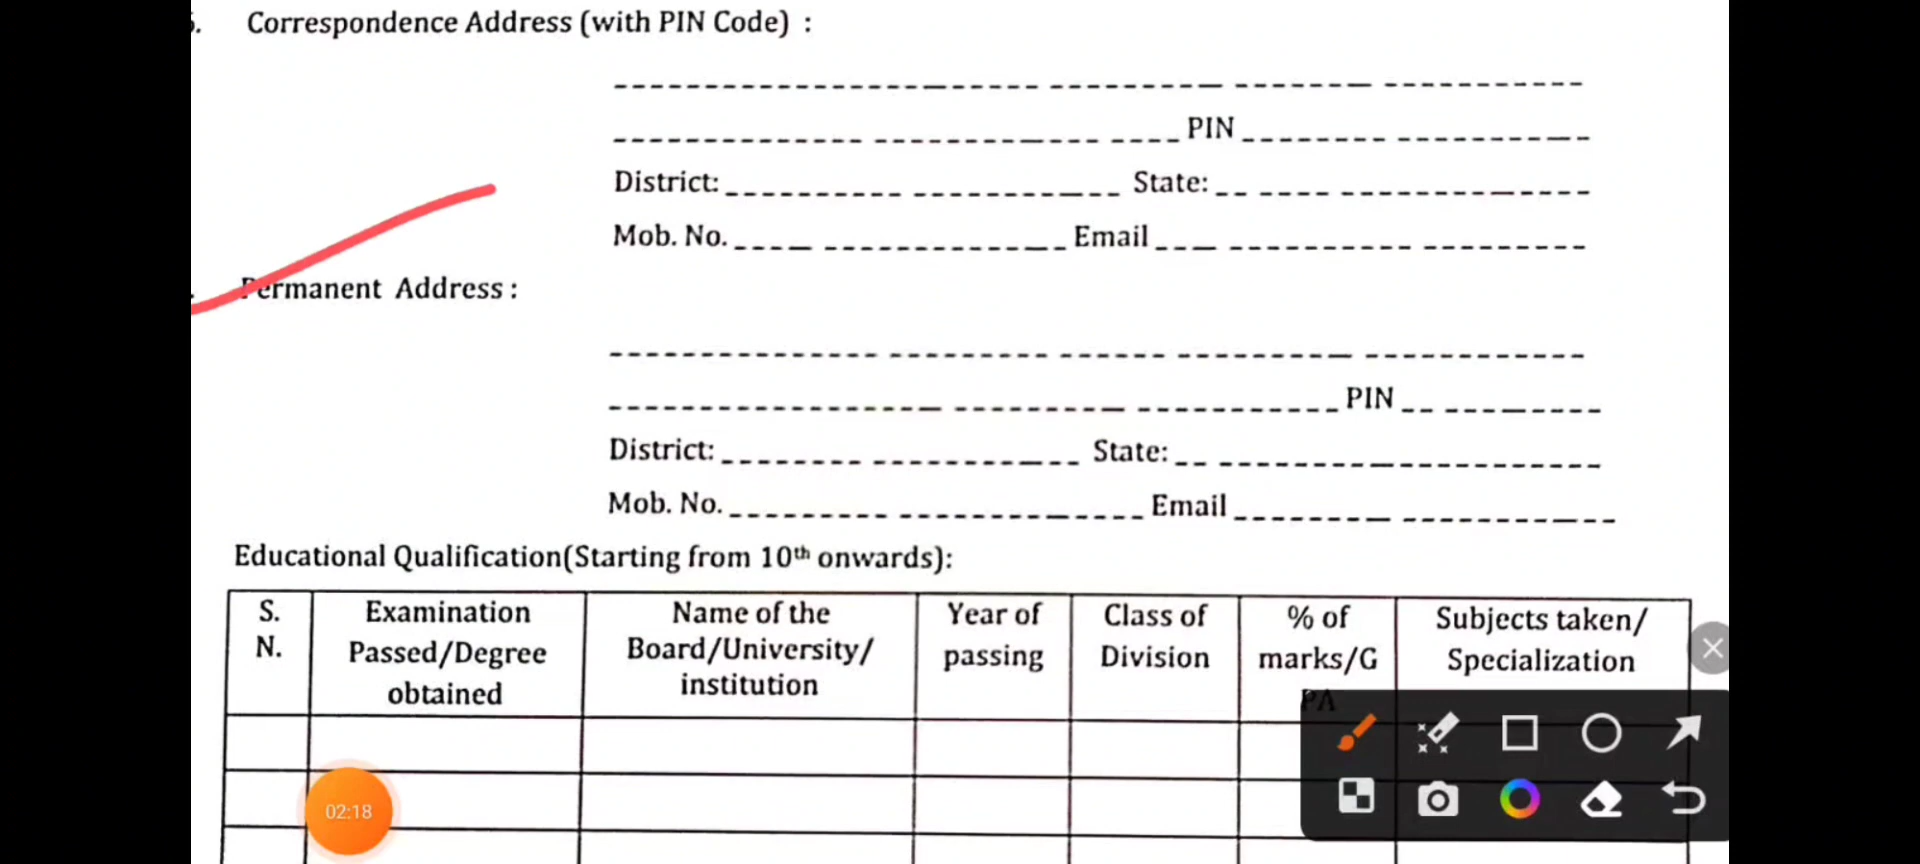 Correspondence Address (with PIN Code) :
PIN
District: State:
Mob. No. Email
Permanent Address :
PIN
District: State:
Mob. No. Email
Educational Qualification(Starting from 10th onwards):
S. N. Examination Passed/Degree obtained Name of the Board/University/ institution Year of passing Class of Division % of marks/G PA Subjects taken/ Specialization
02:18